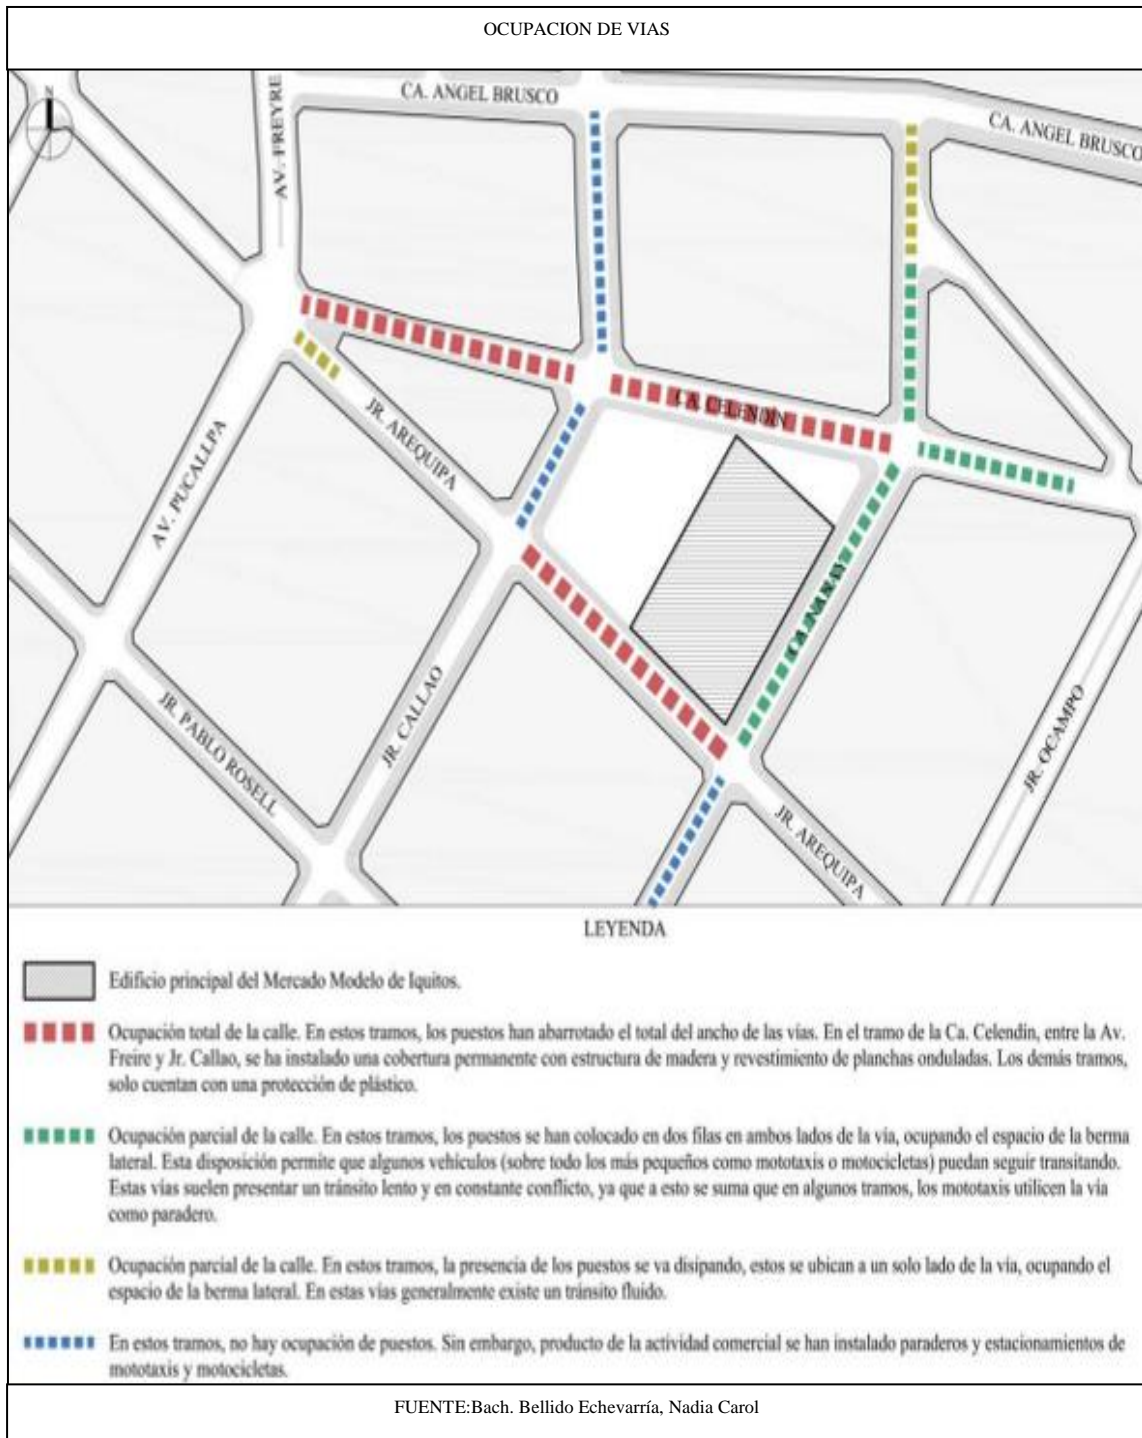 OCUPACION DE VIAS
N
AV. FREYRE
CA. ANGEL BRUSCO
CA. ANGEL BRUSCO
CA. CELENDIN
JR. AREQUIPA
AV. PUCALLPA
CA. NANAY
JR. PABLO ROSELL
JR. CALLAO
JR. OCAMPO
JR. AREQUIPA
LEYENDA
Edificio principal del Mercado Modelo de Iquitos.
Ocupación total de la calle. En estos tramos, los puestos han abarrotado el total del ancho de las vías. En el tramo de la Ca. Celendín, entre la Av.
Freire y Jr. Callao, se ha instalado una cobertura permanente con estructura de madera y revestimiento de planchas onduladas. Los demás tramos,
solo cuentan con una protección de plástico.
Ocupación parcial de la calle. En estos tramos, los puestos se han colocado en dos filas en ambos lados de la vía, ocupando el espacio de la berma
lateral. Esta disposición permite que algunos vehículos (sobre todo los más pequeños como mototaxis o motocicletas) puedan seguir transitando.
Estas vías suelen presentar un tránsito lento y en constante conflicto, ya que a esto se suma que en algunos tramos, los mototaxis utilicen la vía
como paradero.
Ocupación parcial de la calle. En estos tramos, la presencia de los puestos se va disipando, estos se ubican a un solo lado de la vía, ocupando el
espacio de la berma lateral. En estas vías generalmente existe un tránsito fluido.
En estos tramos, no hay ocupación de puestos. Sin embargo, producto de la actividad comercial se han instalado paraderos y estacionamientos de
mototaxis y motocicletas.
FUENTE:Bach. Bellido Echevarría, Nadia Carol